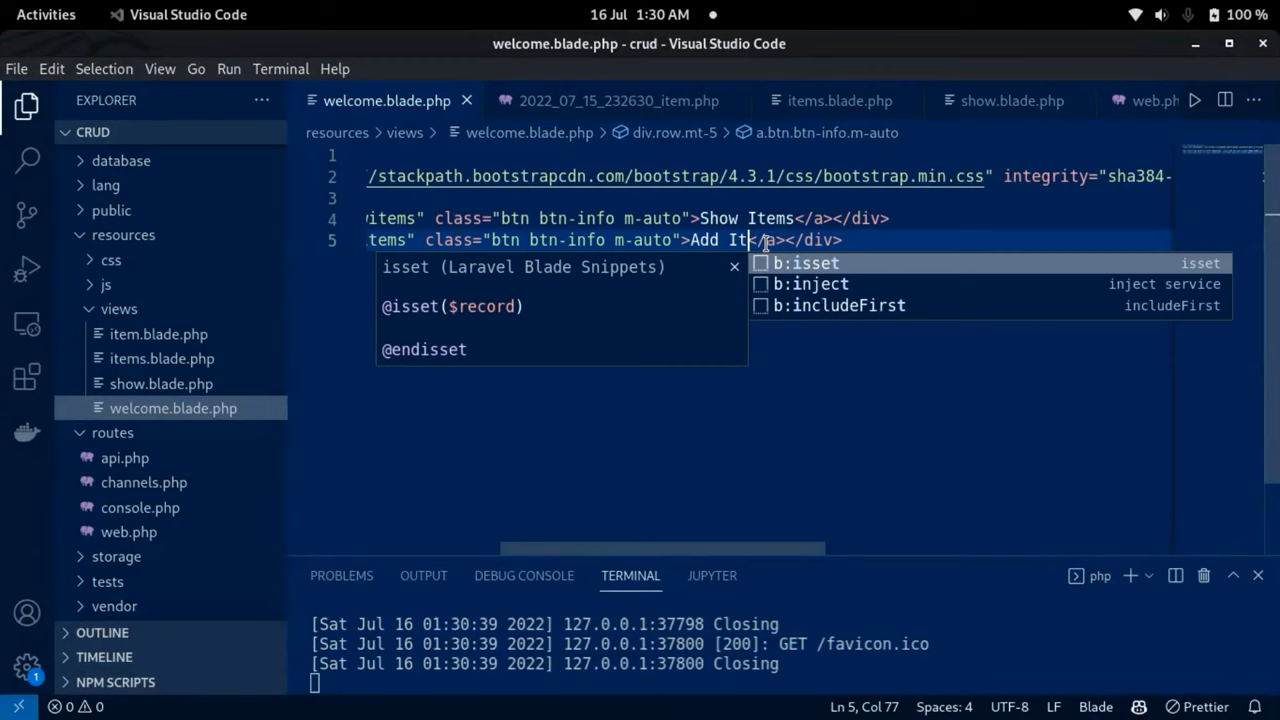 Activities
Visual Studio Code
16 Jul 1:30 AM
100 %
welcome.blade.php - crud - Visual Studio Code
File Edit Selection View Go Run Terminal Help
EXPLORER
welcome.blade.php
2022_07_15_232630_item.php
items.blade.php
show.blade.php
web.ph
CRUD
resources › views › welcome.blade.php › div.row.mt-5 › a.btn.btn-info.m-auto
database
lang
public
resources
css
js
views
item.blade.php
items.blade.php
show.blade.php
welcome.blade.php
routes
api.php
channels.php
console.php
web.php
storage
tests
vendor
OUTLINE
TIMELINE
NPM SCRIPTS
1
1
2 /stackpath.bootstrapcdn.com/bootstrap/4.3.1/css/bootstrap.min.css" integrity="sha384-
3
4 items" class="btn btn-info m-auto">Show Items</a></div>
5 tems" class="btn btn-info m-auto">Add It</a></div>
isset (Laravel Blade Snippets)
@isset($record)
@endisset
b:isset isset
b:inject inject service
b:includeFirst includeFirst
PROBLEMS OUTPUT DEBUG CONSOLE TERMINAL JUPYTER
php
[Sat Jul 16 01:30:39 2022] 127.0.0.1:37798 Closing
[Sat Jul 16 01:30:39 2022] 127.0.0.1:37800 [200]: GET /favicon.ico
[Sat Jul 16 01:30:39 2022] 127.0.0.1:37800 Closing
0 0
Ln 5, Col 77 Spaces: 4 UTF-8 LF Blade Prettier